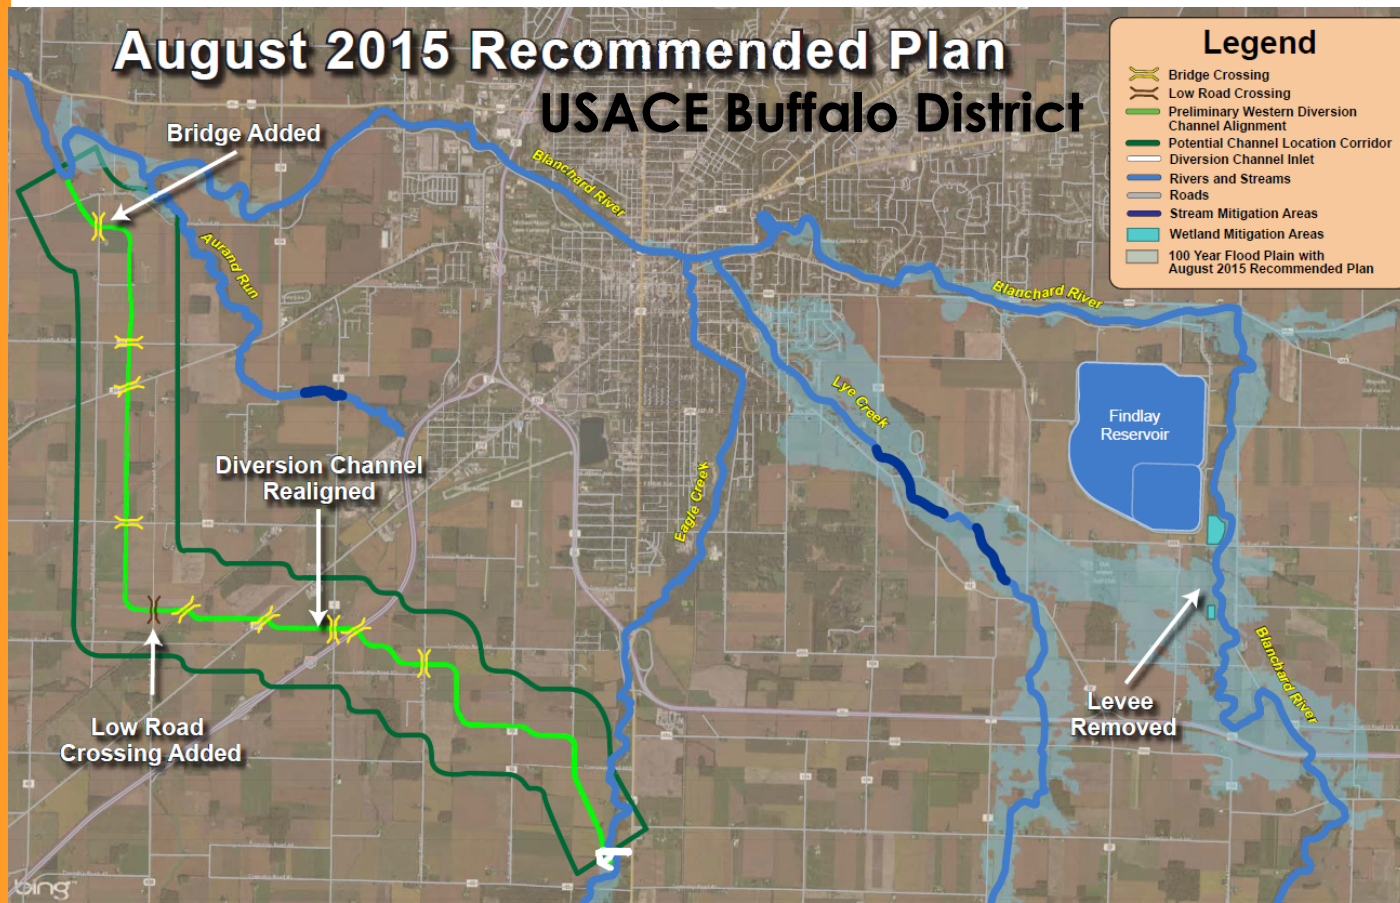 August 2015 Recommended Plan
USACE Buffalo District
Legend
Bridge Crossing
Low Road Crossing
Preliminary Western Diversion
Channel Alignment
Potential Channel Location Corridor
Diversion Channel Inlet
Rivers and Streams
Roads
Stream Mitigation Areas
Wetland Mitigation Areas
100 Year Flood Plain with
August 2015 Recommended Plan
Bridge Added
Blanchard River
Aurand Run
Blanchard River
Lye Creek
Findlay
Reservoir
Diversion Channel
Realigned
Eagle Creek
Blanchard River
Levee
Removed
Low Road
Crossing Added
bing